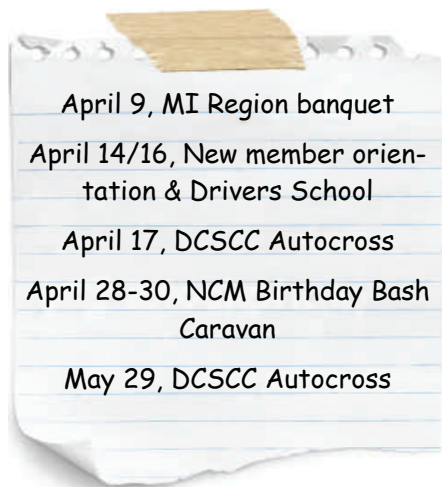 April 9, MI Region banquet
April 14/16, New member orien-
tation & Drivers School
April 17, DCSCC Autocross
April 28-30, NCM Birthday Bash
Caravan
May 29, DCSCC Autocross